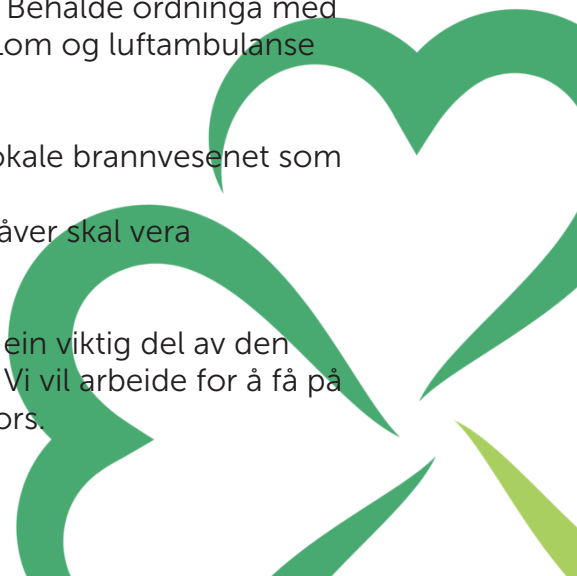 Behalde ordninga med
Lom og luftambulanse
okale brannvesenet som
åver skal vera
ein viktig del av den
Vi vil arbeide for å få på
ors.